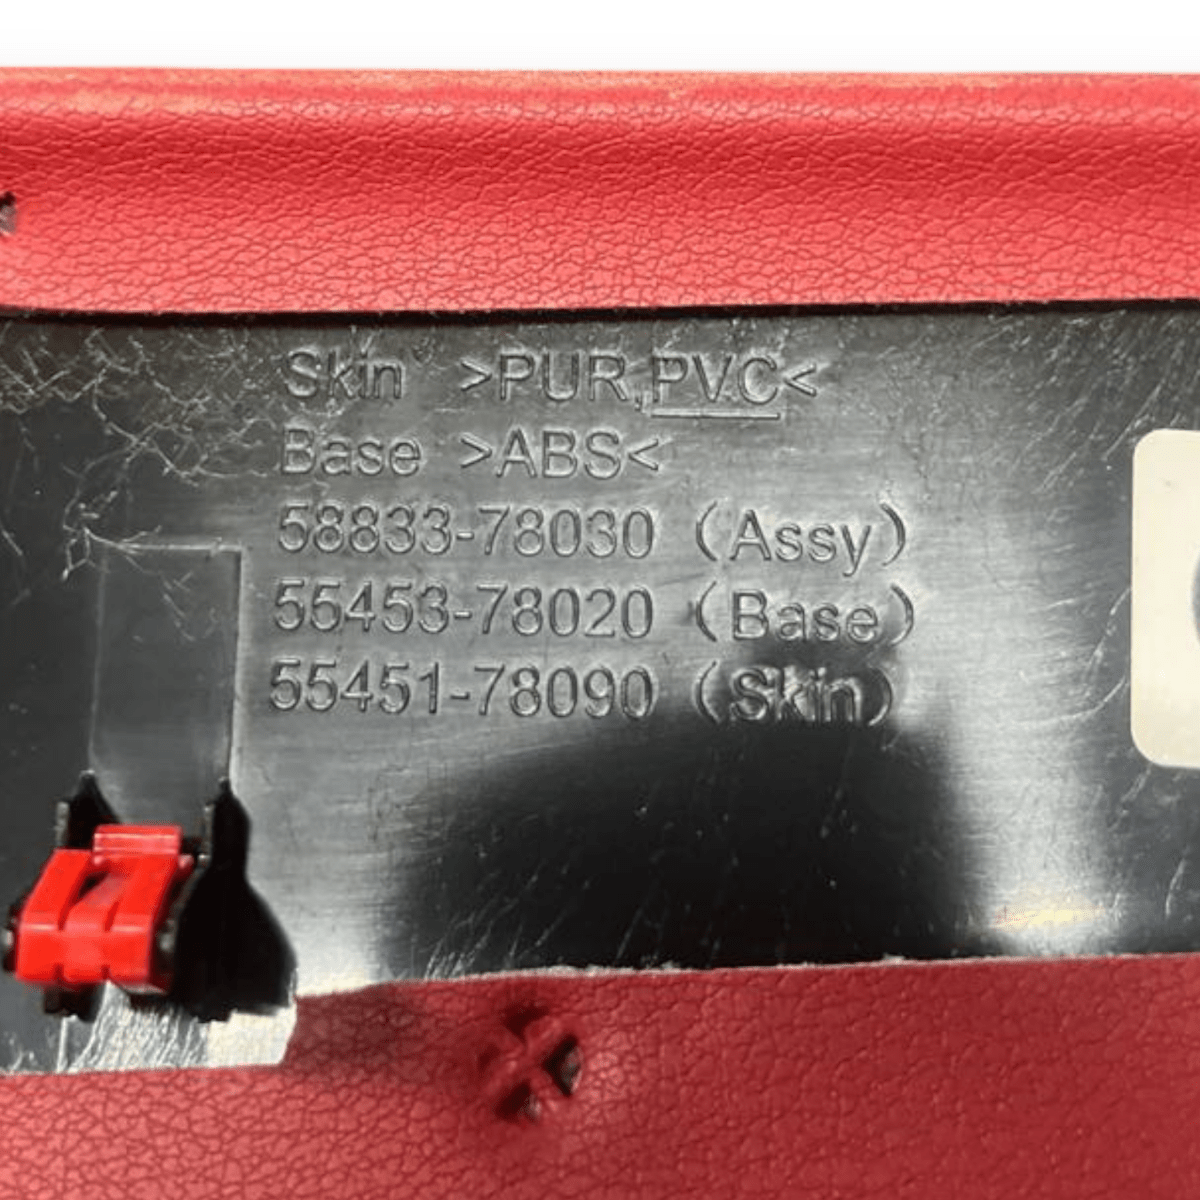 Skin >PUR,PVC<
Base >ABS<
58833-78030 (Assy)
55453-78020 (Base)
55451-78090 (Skin)